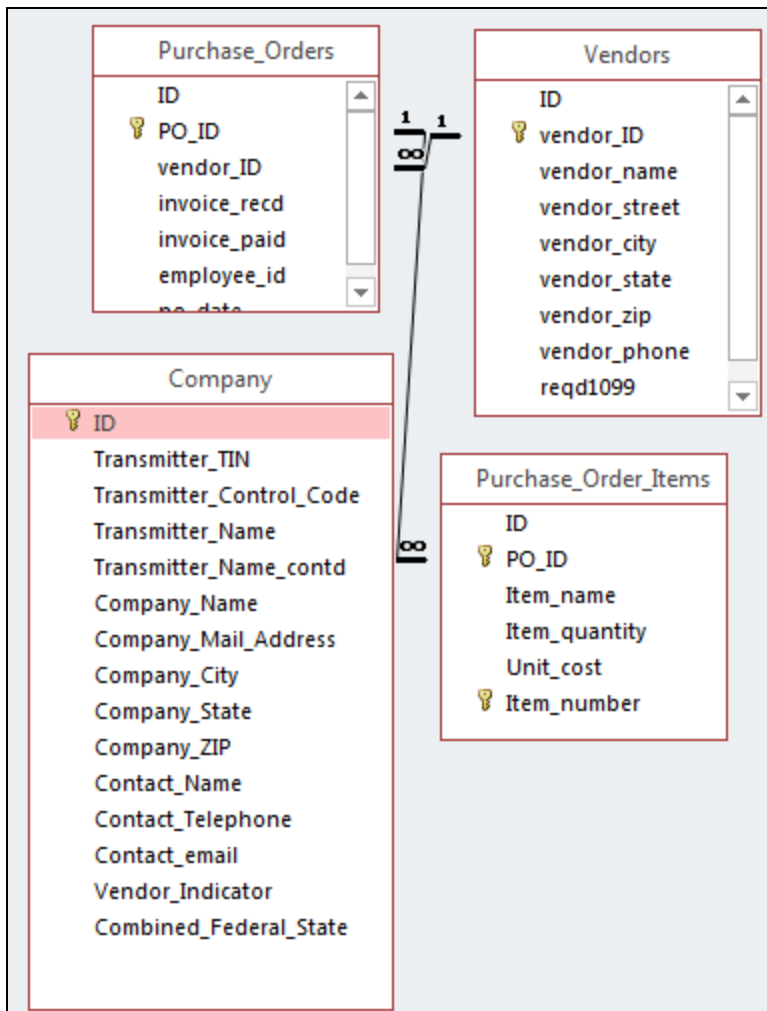 Purchase_Orders
ID
PO_ID
vendor_ID
invoice_recd
invoice_paid
employee_id
po_date
1
∞
1
Vendors
ID
vendor_ID
vendor_name
vendor_street
vendor_city
vendor_state
vendor_zip
vendor_phone
reqd1099
Company
ID
Transmitter_TIN
Transmitter_Control_Code
Transmitter_Name
Transmitter_Name_contd
Company_Name
Company_Mail_Address
Company_City
Company_State
Company_ZIP
Contact_Name
Contact_Telephone
Contact_email
Vendor_Indicator
Combined_Federal_State
∞
Purchase_Order_Items
ID
PO_ID
Item_name
Item_quantity
Unit_cost
Item_number